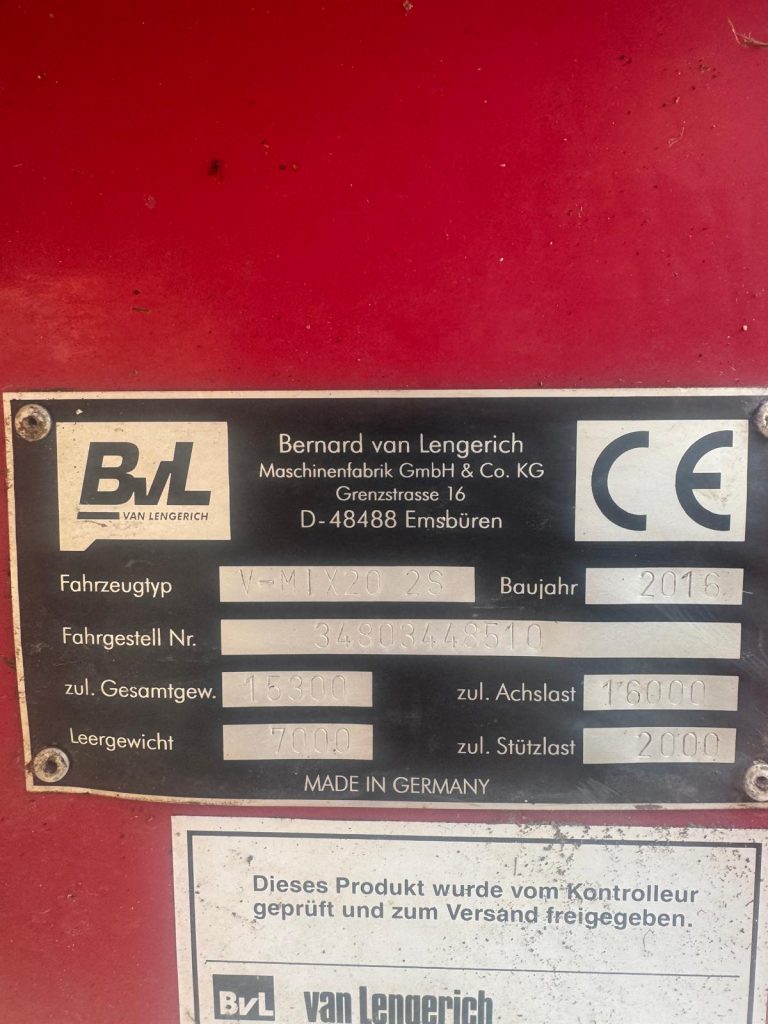 BvL
VAN LENGERICH
Bernard van Lengerich
Maschinenfabrik GmbH & Co. KG
Grenzstrasse 16
D-48488 Emsbüren
CE
Fahrzeugtyp V-MIX20 2S Baujahr 2016
Fahrgestell Nr. 34803448510
zul. Gesamtgew. 15300 zul. Achslast 16000
Leergewicht 7000 zul. Stützlast 2000
MADE IN GERMANY
Dieses Produkt wurde vom Kontrolleur
geprüft und zum Versand freigegeben.
BvL van Lengerich